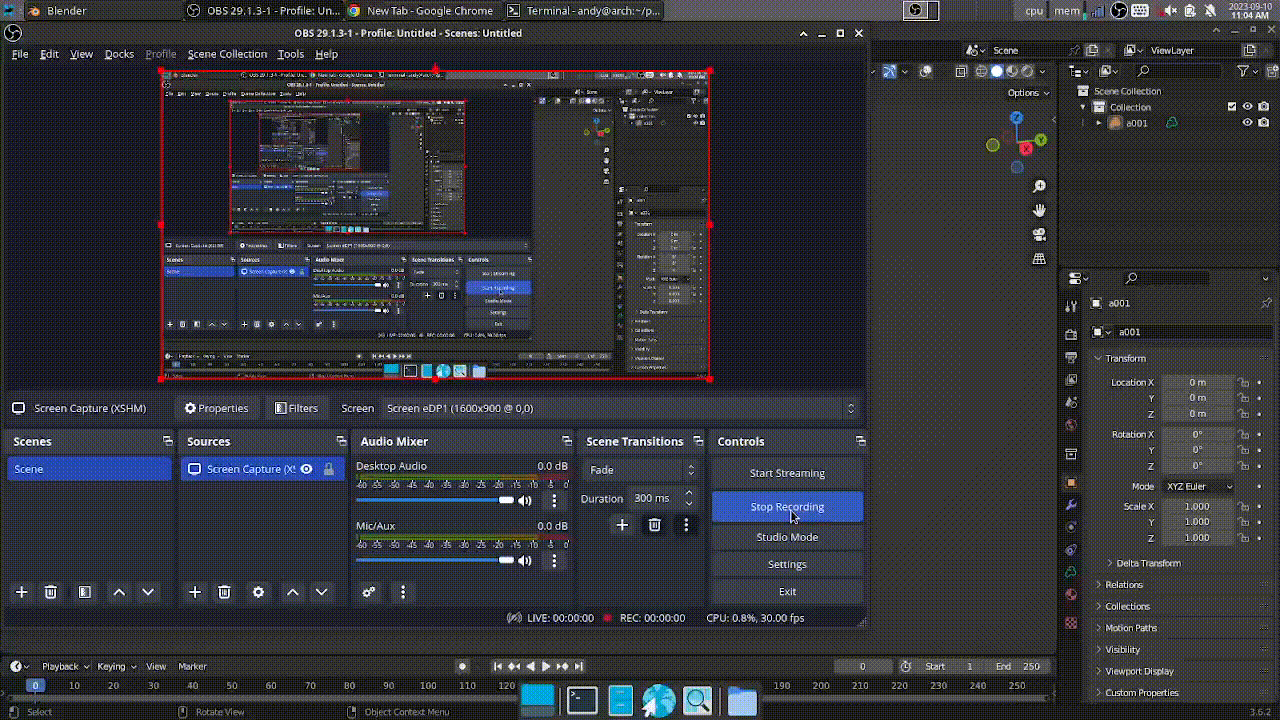 Blender
OBS 29.1.3-1 - Profile: Un...
New Tab - Google Chrome
Terminal - andy@arch:~/p...
cpu mem
2023-09-10
11:04 AM
OBS 29.1.3-1 - Profile: Untitled - Scenes: Untitled
File Edit View Docks Profile Scene Collection Tools Help
Scene
ViewLayer
Options
Scene Collection
Collection
a001
Screen Capture (XSHM)
Properties
Filters
Screen
Screen eDP1 (1600x900 @ 0,0)
Scenes
Scene
Sources
Screen Capture (X!
Audio Mixer
Desktop Audio 0.0 dB
-60 -55 -50 -45 -40 -35 -30 -25 -20 -15 -10 -5 0
Mic/Aux 0.0 dB
-60 -55 -50 -45 -40 -35 -30 -25 -20 -15 -10 -5 0
Scene Transitions
Fade
Duration 300 ms
Controls
Start Streaming
Stop Recording
Studio Mode
Settings
Exit
LIVE: 00:00:00
REC: 00:00:00
CPU: 0.8%, 30.00 fps
a001
a001
Transform
Location X 0 m
Y 0 m
Z 0 m
Rotation X 0°
Y 0°
Z 0°
Mode XYZ Euler
Scale X 1.000
Y 1.000
Z 1.000
Delta Transform
Relations
Collections
Motion Paths
Visibility
Viewport Display
Custom Properties
Playback Keying View Marker
0
Start 1
End 250
0 10 20 30 40 50 60 70 80 90 100 110 120 180 190 200 210 220 230 240 250
Select
Rotate View
Object Context Menu
3.6.2